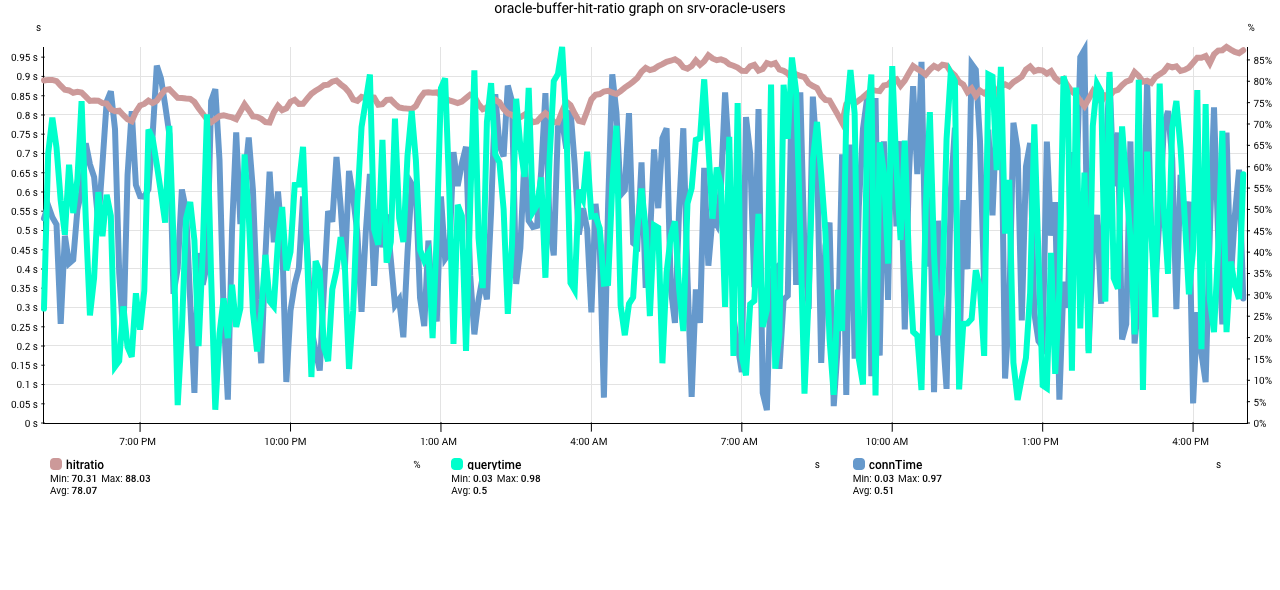 oracle-buffer-hit-ratio graph on srv-oracle-users
s %
0.95 s 85%
0.9 s 80%
0.85 s 75%
0.8 s 70%
0.75 s 65%
0.7 s 60%
0.65 s 55%
0.6 s 50%
0.55 s 45%
0.5 s 40%
0.45 s 35%
0.4 s 30%
0.35 s 25%
0.3 s 20%
0.25 s 15%
0.2 s 10%
0.15 s 5%
0.1 s 0%
0.05 s
0 s
7:00 PM 10:00 PM 1:00 AM 4:00 AM 7:00 AM 10:00 AM 1:00 PM 4:00 PM
hitratio % querytime s connTime s
Min: 70.31 Max: 88.03 Min: 0.03 Max: 0.98 Min: 0.03 Max: 0.97
Avg: 78.07 Avg: 0.5 Avg: 0.51